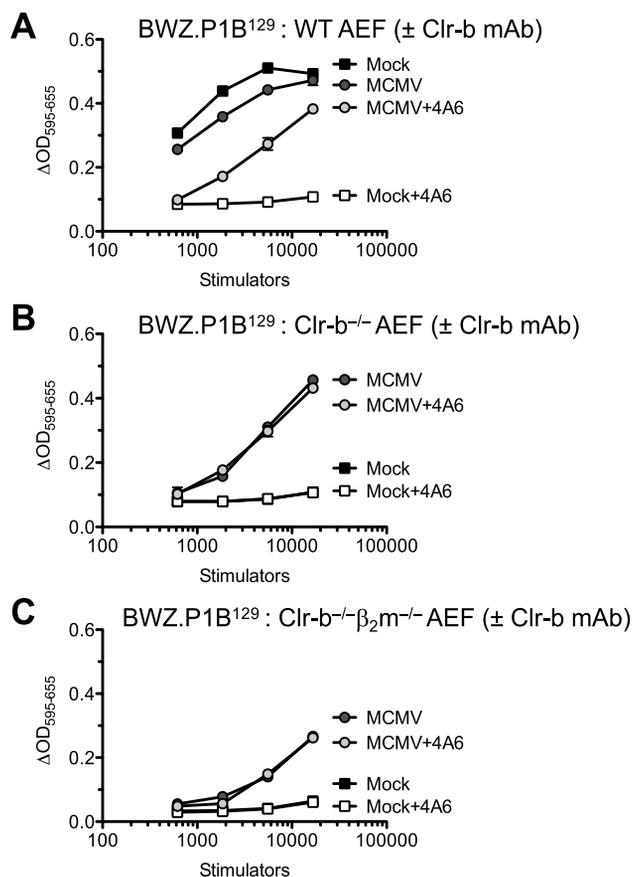 A
BWZ.P1B129 : WT AEF (± Clr-b mAb)
0.6
0.4
0.2
0.0
ΔOD595-655
100
1000
10000
100000
Stimulators
Mock
MCMV
MCMV+4A6
Mock+4A6
B
BWZ.P1B129 : Clr-b–/– AEF (± Clr-b mAb)
0.6
0.4
0.2
0.0
ΔOD595-655
100
1000
10000
100000
Stimulators
MCMV
MCMV+4A6
Mock
Mock+4A6
C
BWZ.P1B129 : Clr-b–/–β2m–/– AEF (± Clr-b mAb)
0.6
0.4
0.2
0.0
ΔOD595-655
100
1000
10000
100000
Stimulators
MCMV
MCMV+4A6
Mock
Mock+4A6